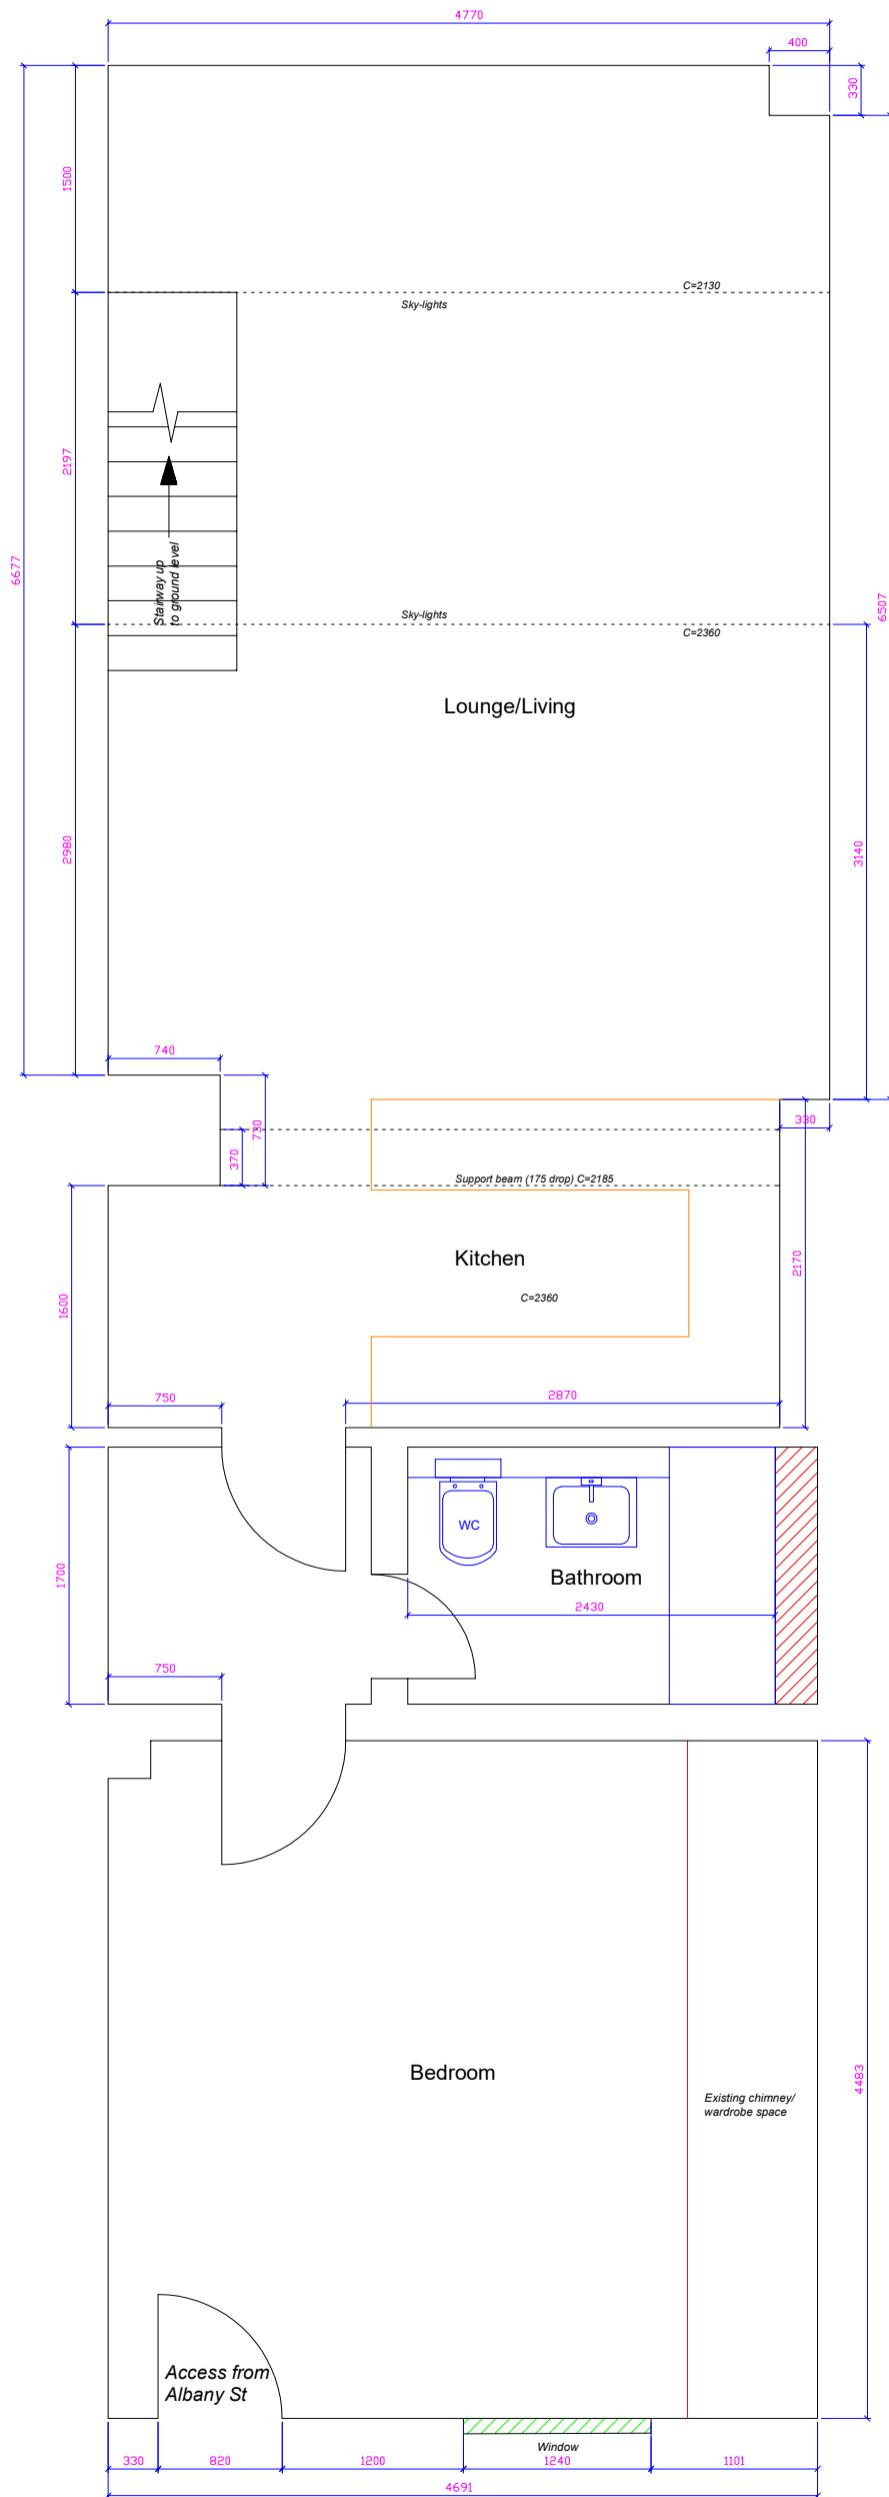 4770
400
330
1500
C=2130
Sky-lights
2197
Stairway up
to ground level
6677
6507
Sky-lights
C=2360
Lounge/Living
2980
3140
740
730
370
330
Support beam (175 drop) C=2185
Kitchen
2170
C=2360
1600
750
2870
WC
1700
Bathroom
2430
750
Bedroom
4483
Existing chimney/
wardrobe space
Access from
Albany St
Window
330
820
1200
1240
1101
4691